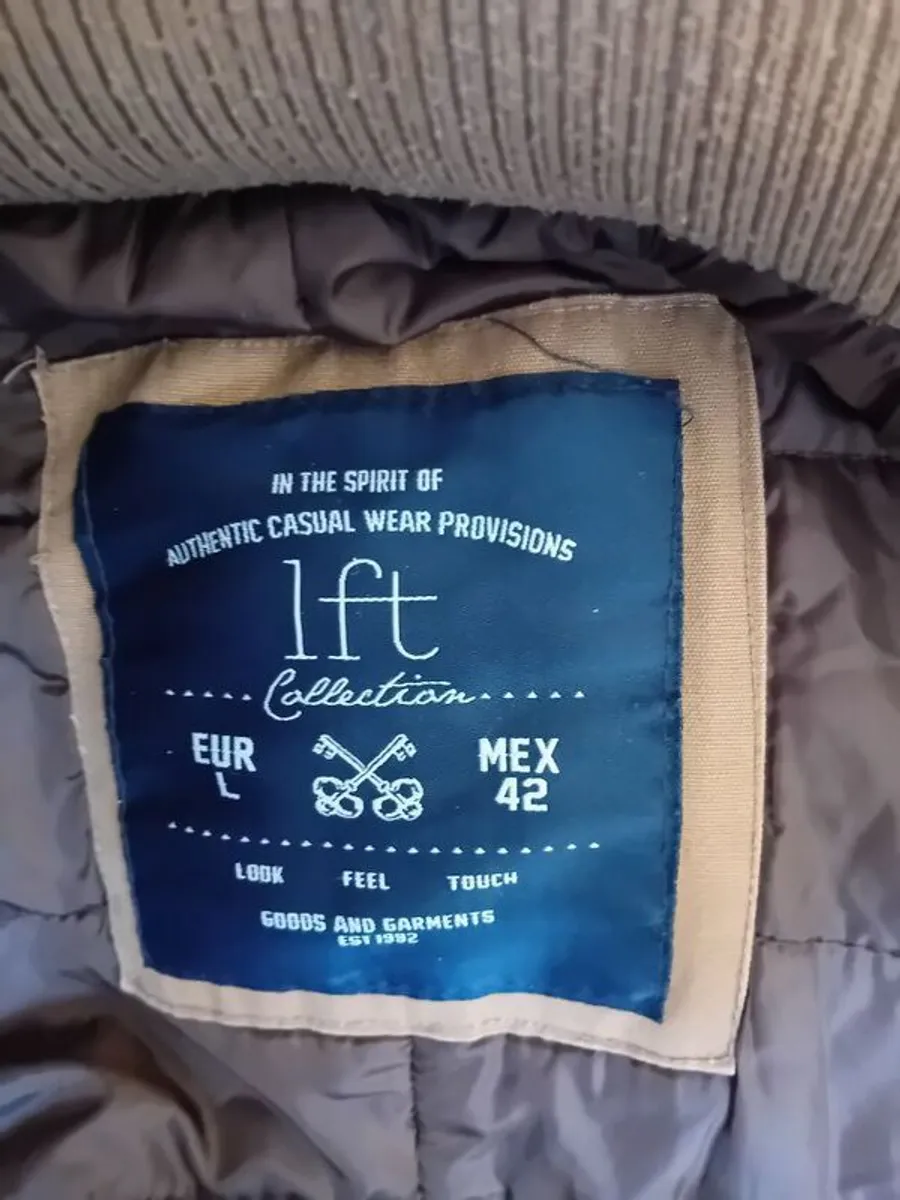 IN THE SPIRIT OF
AUTHENTIC CASUAL WEAR PROVISIONS
lft
Collection
EUR MEX
L 42
LOOK FEEL TOUCH
GOODS AND GARMENTS
EST 1992